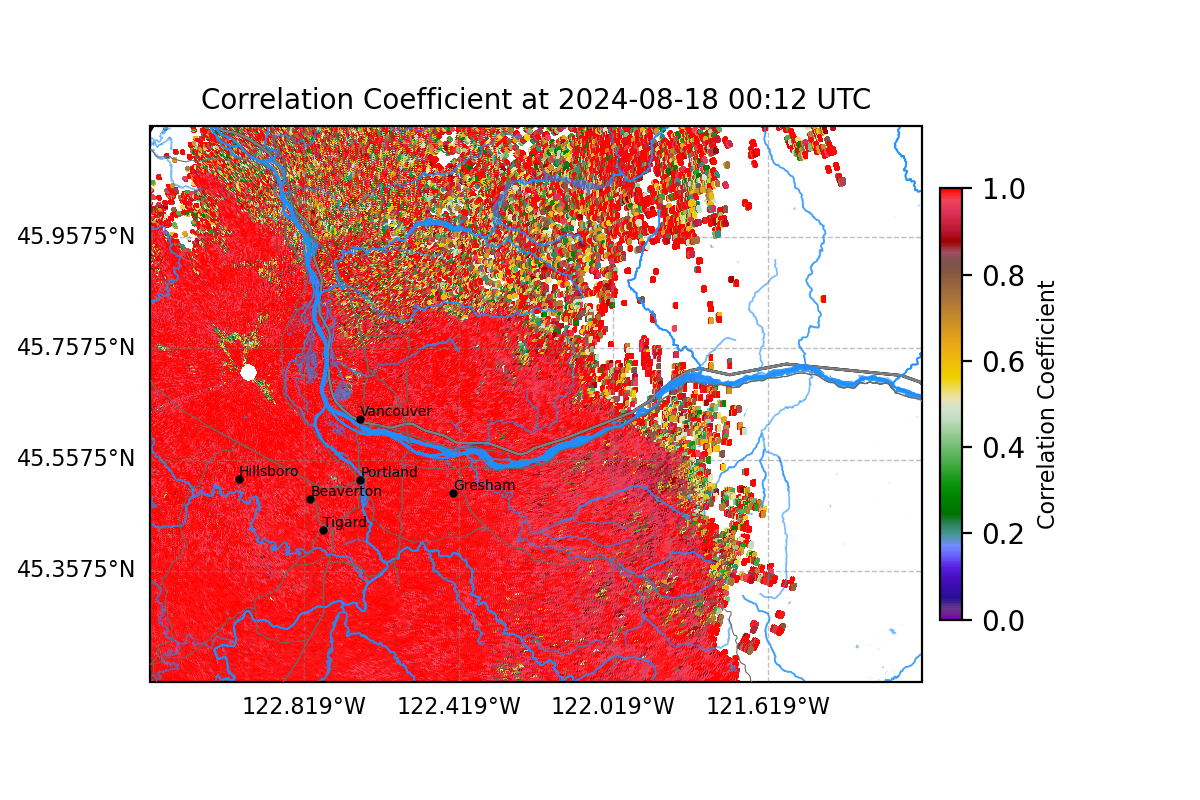 Correlation Coefficient at 2024-08-18 00:12 UTC
45.9575°N
45.7575°N
45.5575°N
45.3575°N
Vancouver
Hillsboro
Portland
Beaverton
Gresham
Tigard
122.819°W
122.419°W
122.019°W
121.619°W
1.0
0.8
0.6
0.4
0.2
0.0
Correlation Coefficient